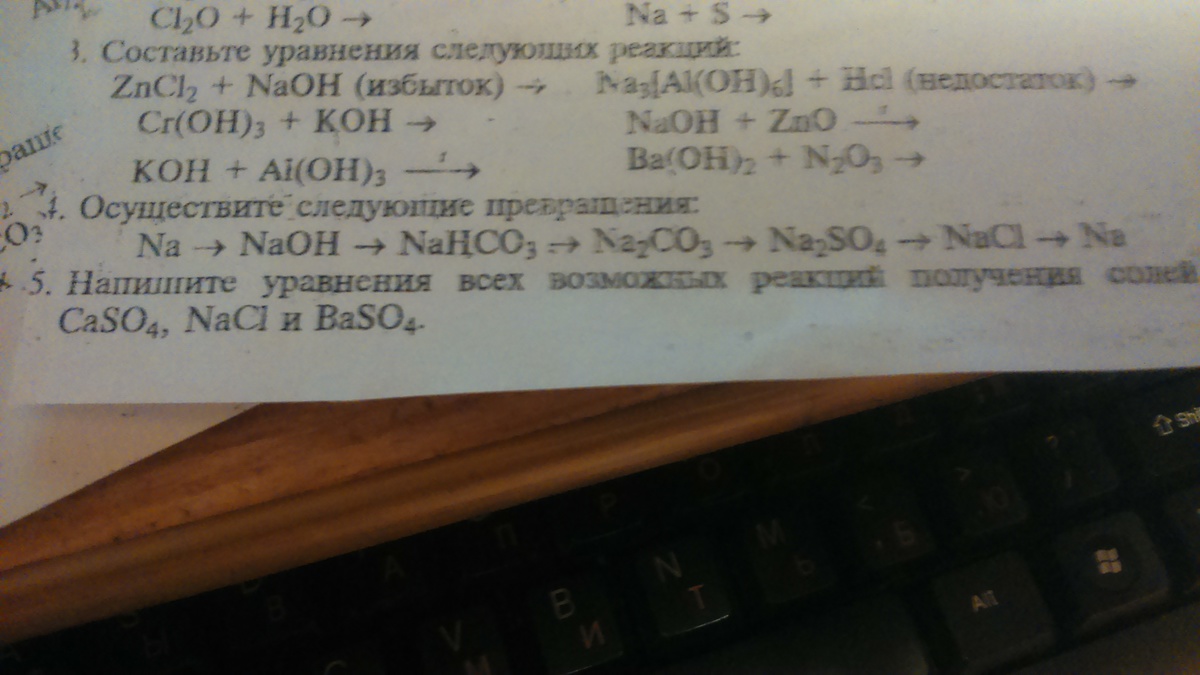 Cl₂O + H₂O → Na + S →
3. Составьте уравнения следующих реакций:
ZnCl₂ + NaOH (избыток) → Na₃[Al(OH)₆] + Hcl (недостаток) →
Cr(OH)₃ + KOH → NaOH + ZnO —t→
KOH + Al(OH)₃ —t→ Ba(OH)₂ + N₂O₃ →
4. Осуществите следующие превращения:
Na → NaOH → NaHCO₃ → Na₂CO₃ → Na₂SO₄ → NaCl → Na
5. Напишите уравнения всех возможных реакций получения солей
CaSO₄, NaCl и BaSO₄.
О П Р
П А В
? / > Ю < , Б M Ь N Т B И V М
Alt